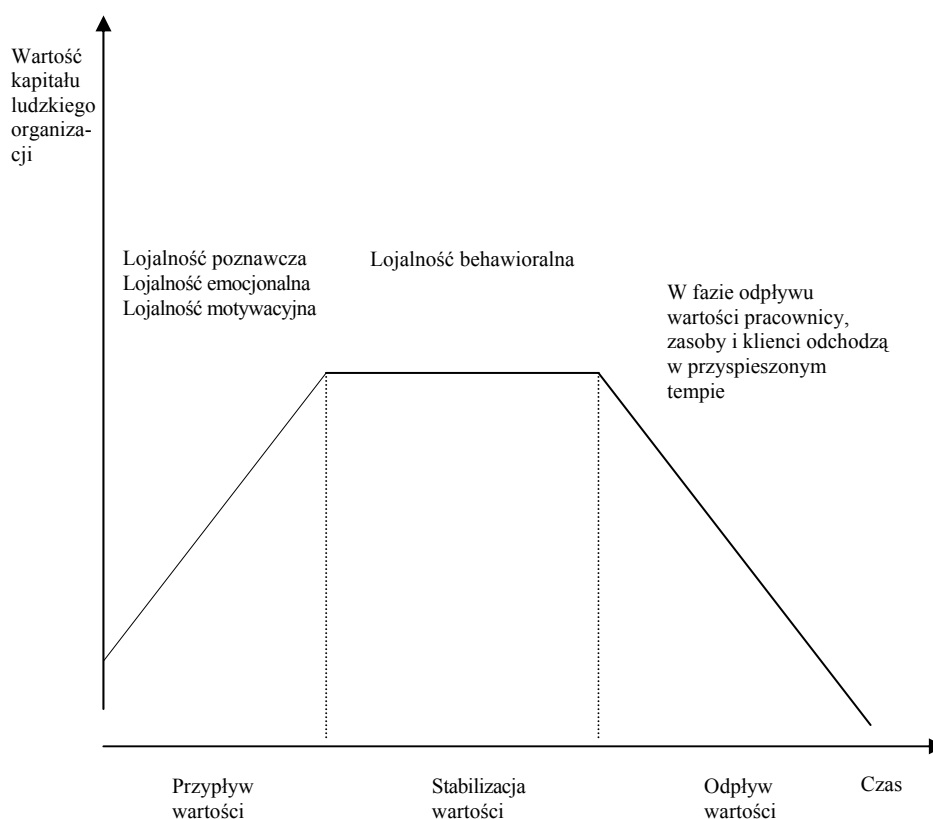 Wartość
kapitału
ludzkiego
organiza-
cji
Lojalność poznawcza
Lojalność emocjonalna
Lojalność motywacyjna
Lojalność behawioralna
W fazie odpływu
wartości pracownicy,
zasoby i klienci odchodzą
w przyspieszonym
tempie
Przypływ
wartości
Stabilizacja
wartości
Odpływ
wartości
Czas